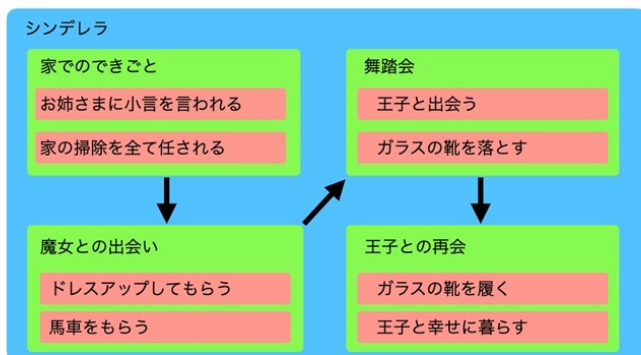 シンデレラ
家でのできごと
お姉さまに小言を言われる
家の掃除を全て任される
魔女との出会い
ドレスアップしてもらう
馬車をもらう
舞踏会
王子と出会う
ガラスの靴を落とす
王子との再会
ガラスの靴を履く
王子と幸せに暮らす